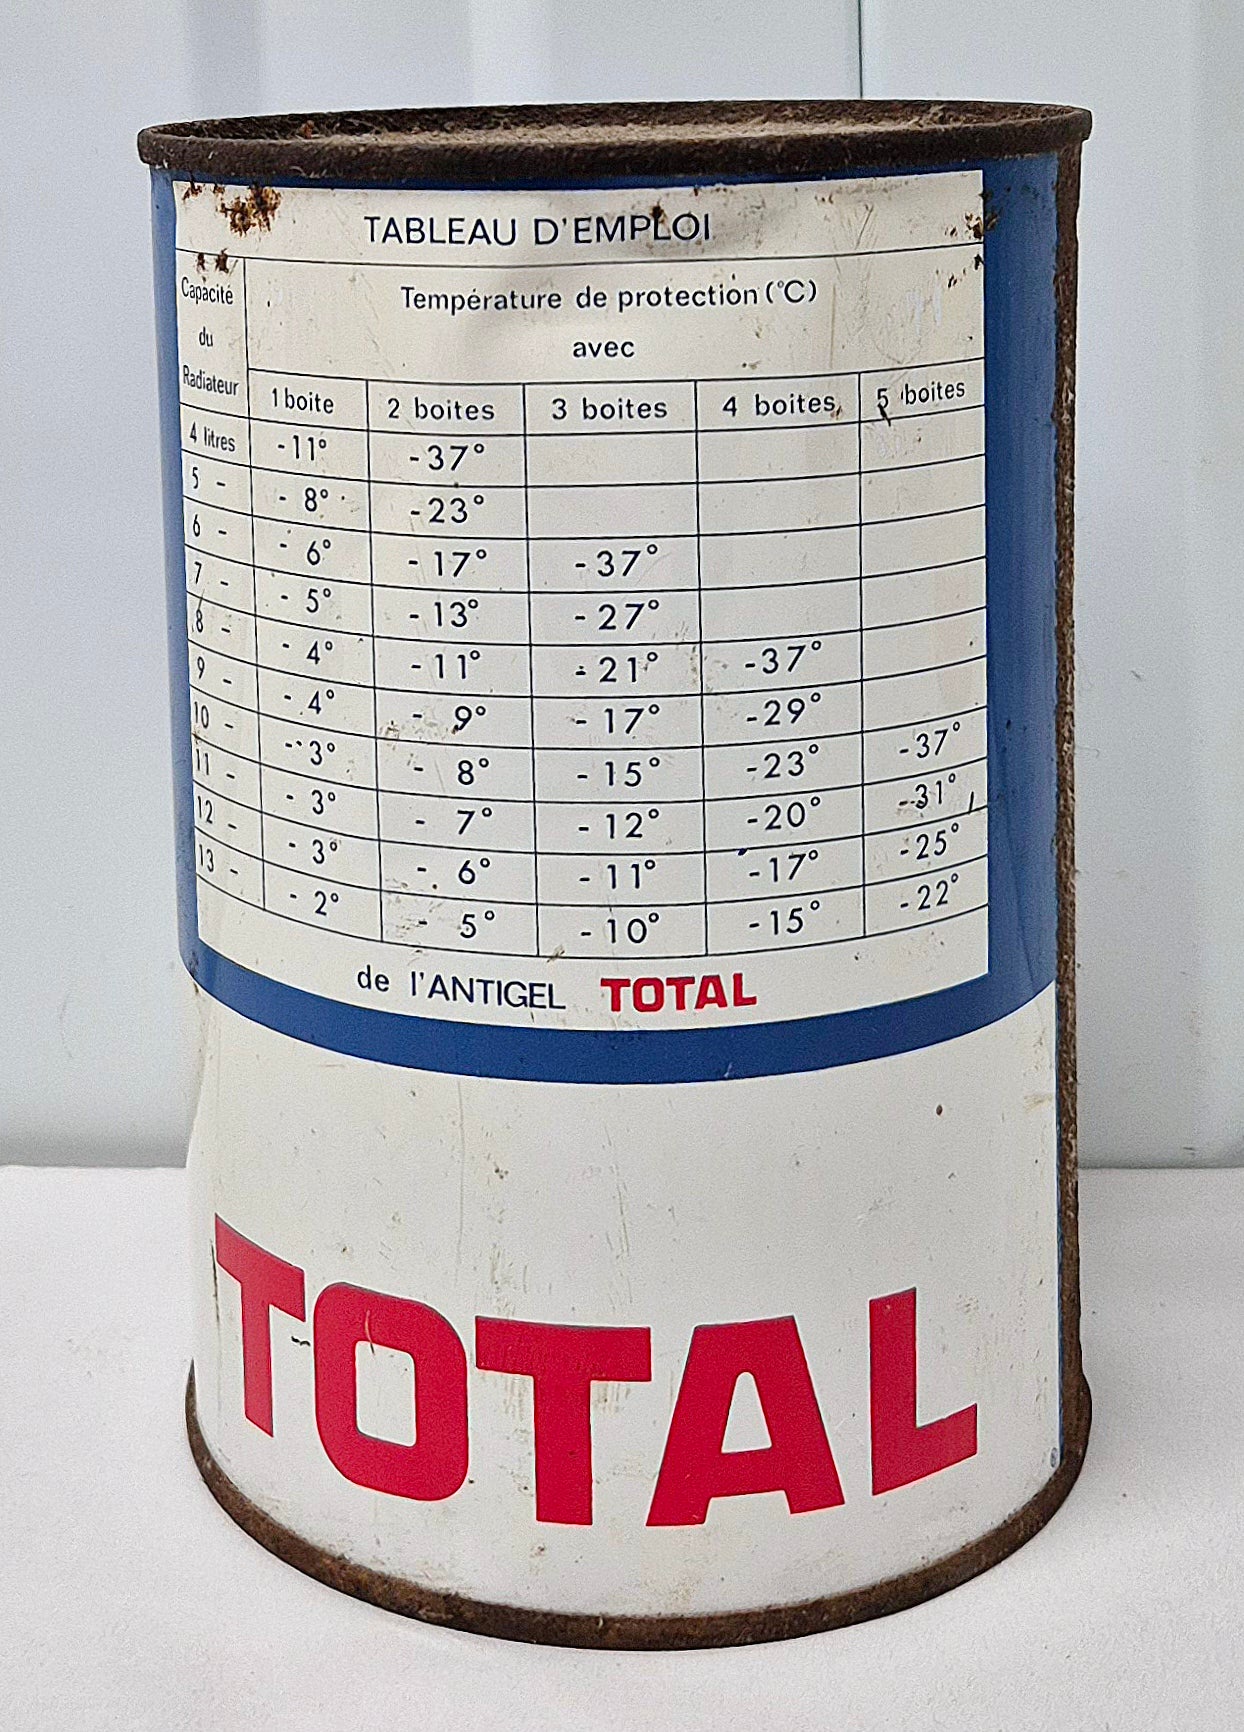 TABLEAU D'EMPLOI
Capacité du Radiateur
Température de protection (°C)
avec
1 boite 2 boites 3 boites 4 boites 5 boites
4 litres -11° -37°
5 - - 8° -23°
6 - - 6° -17° -37°
7 - - 5° -13° -27°
8 - - 4° -11° -21° -37°
9 - - 4° - 9° -17° -29°
10 - - 3° - 8° -15° -23° -37°
11 - - 3° - 7° -12° -20° -31°
12 - - 3° - 6° -11° -17° -25°
13 - - 2° - 5° -10° -15° -22°
de l'ANTIGEL TOTAL
TOTAL